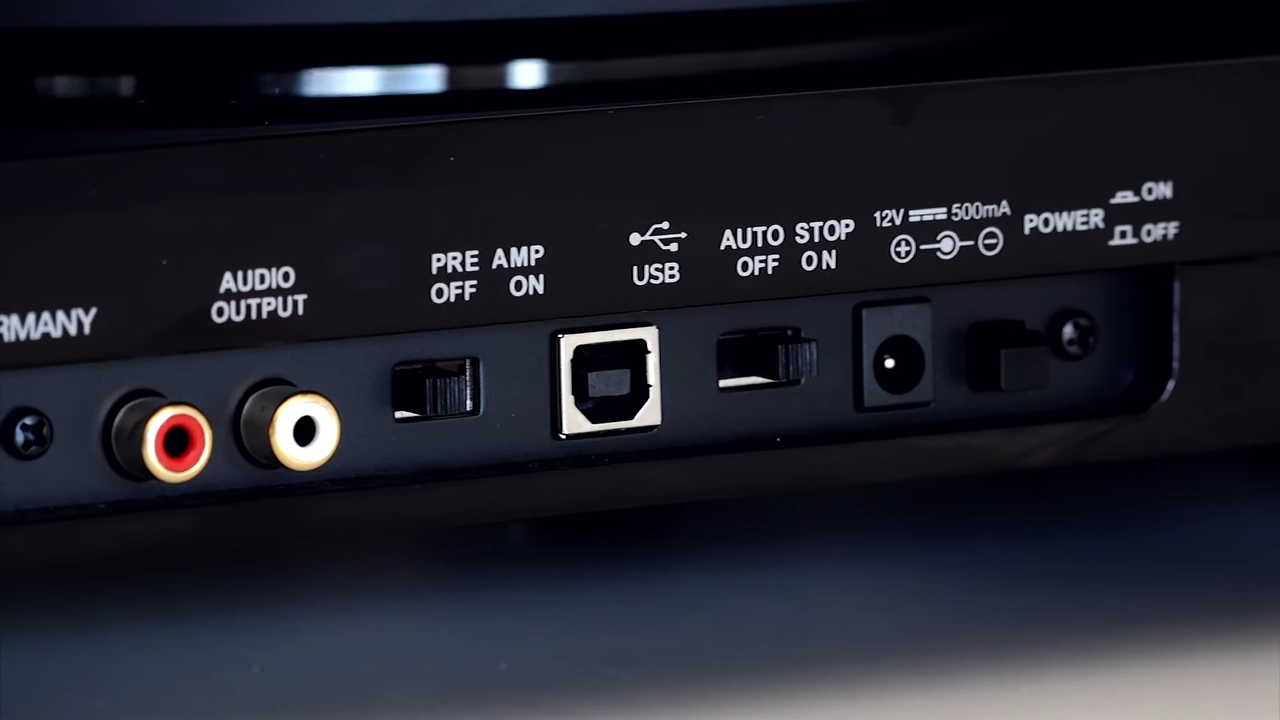 RMANY
AUDIO
OUTPUT
PRE AMP
OFF ON
USB
AUTO STOP
OFF ON
12V 500mA
POWER
ON
OFF